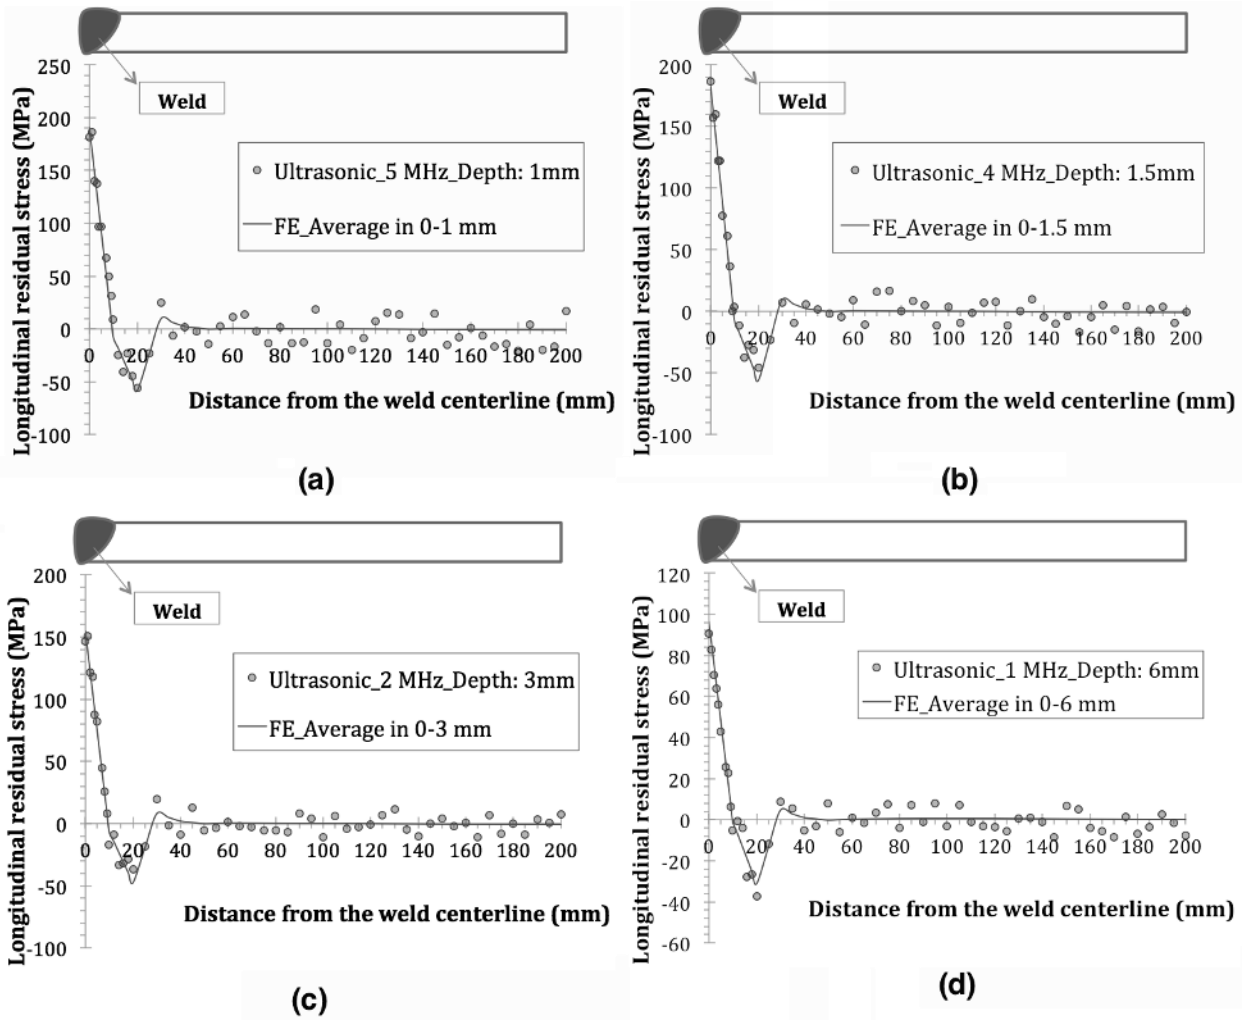 250
200
150
100
50
0
-50
-100
Longitudinal residual stress (MPa)
Weld
Ultrasonic_5 MHz_Depth: 1mm
FE_Average in 0-1 mm
0 20 40 60 80 100 120 140 160 180 200
Distance from the weld centerline (mm)
(a)
200
150
100
50
0
-50
-100
Longitudinal residual stress (MPa)
Weld
Ultrasonic_4 MHz_Depth: 1.5mm
FE_Average in 0-1.5 mm
0 20 40 60 80 100 120 140 160 180 200
Distance from the weld centerline (mm)
(b)
200
150
100
50
0
-50
-100
Longitudinal residual stress (MPa)
Weld
Ultrasonic_2 MHz_Depth: 3mm
FE_Average in 0-3 mm
0 20 40 60 80 100 120 140 160 180 200
Distance from the weld centerline (mm)
(c)
120
100
80
60
40
20
0
-20
-40
-60
Longitudinal residual stress (MPa)
Weld
Ultrasonic_1 MHz_Depth: 6mm
FE_Average in 0-6 mm
0 20 40 60 80 100 120 140 160 180 200
Distance from the weld centerline (mm)
(d)